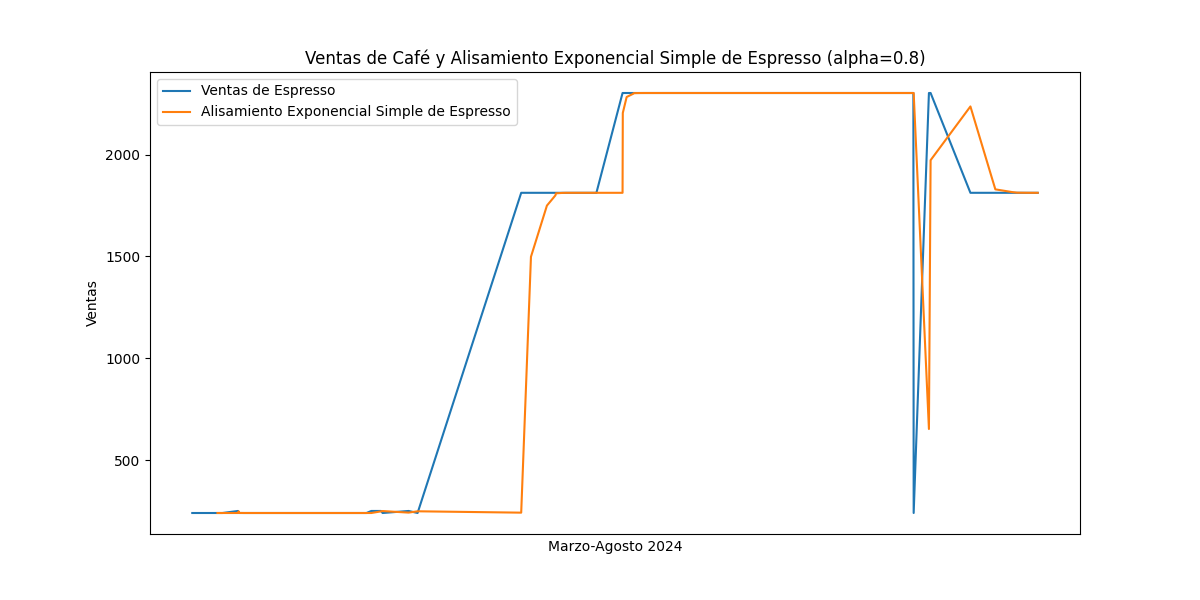 Ventas de Café y Alisamiento Exponencial Simple de Espresso (alpha=0.8)
Ventas de Espresso
Alisamiento Exponencial Simple de Espresso
2000
1500
1000
500
Ventas
Marzo-Agosto 2024